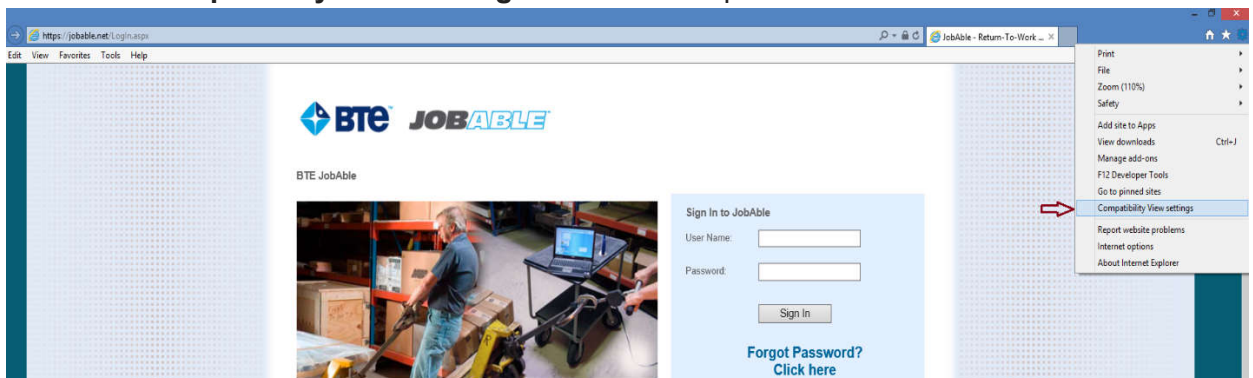 https://jobable.net/Login.aspx
JobAble - Return-To-Work ...
Edit View Favorites Tools Help
BTE JOBABLE
BTE JobAble
Sign In to JobAble
User Name:
Password:
Sign In
Forgot Password?
Click here
Print
File
Zoom (110%)
Safety
Add site to Apps
View downloads Ctrl+J
Manage add-ons
F12 Developer Tools
Go to pinned sites
Compatibility View settings
Report website problems
Internet options
About Internet Explorer